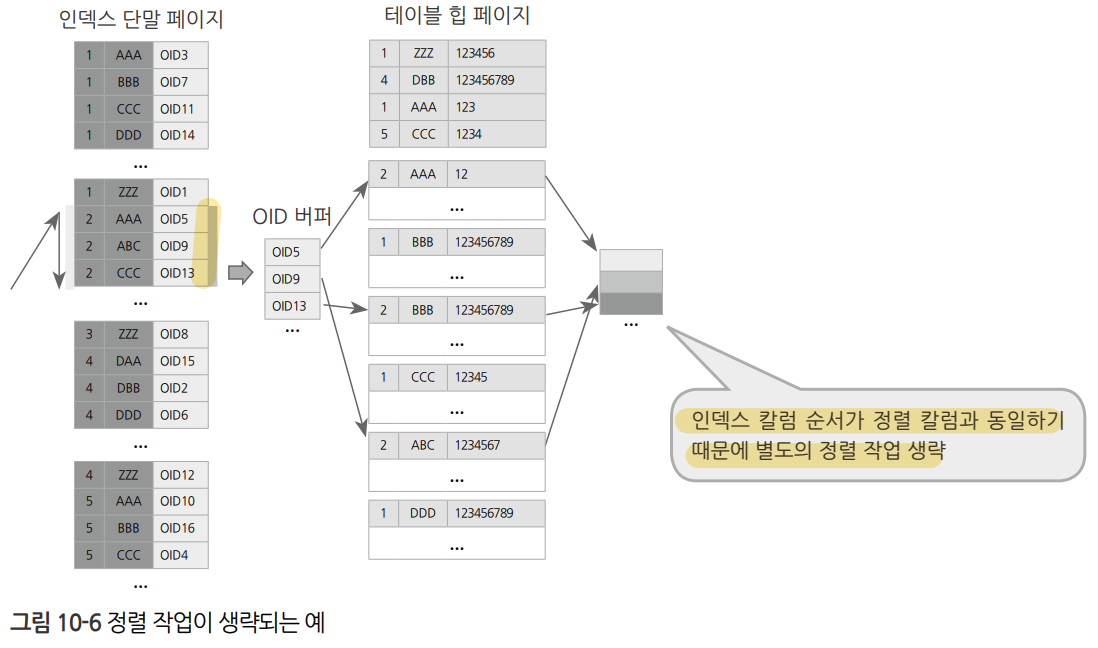 인덱스 단말 페이지
1 AAA OID3
1 BBB OID7
1 CCC OID11
1 DDD OID14
...
1 ZZZ OID1
2 AAA OID5
2 ABC OID9
2 CCC OID13
...
3 ZZZ OID8
4 DAA OID15
4 DBB OID2
4 DDD OID6
...
4 ZZZ OID12
5 AAA OID10
5 BBB OID16
5 CCC OID4
...
OID 버퍼
OID5
OID9
OID13
...
테이블 힙 페이지
1 ZZZ 123456
4 DBB 123456789
1 AAA 123
5 CCC 1234
2 AAA 12
...
1 BBB 123456789
...
2 BBB 123456789
...
1 CCC 12345
...
2 ABC 1234567
...
1 DDD 123456789
...
...
인덱스 칼럼 순서가 정렬 칼럼과 동일하기
때문에 별도의 정렬 작업 생략
그림 10-6 정렬 작업이 생략되는 예